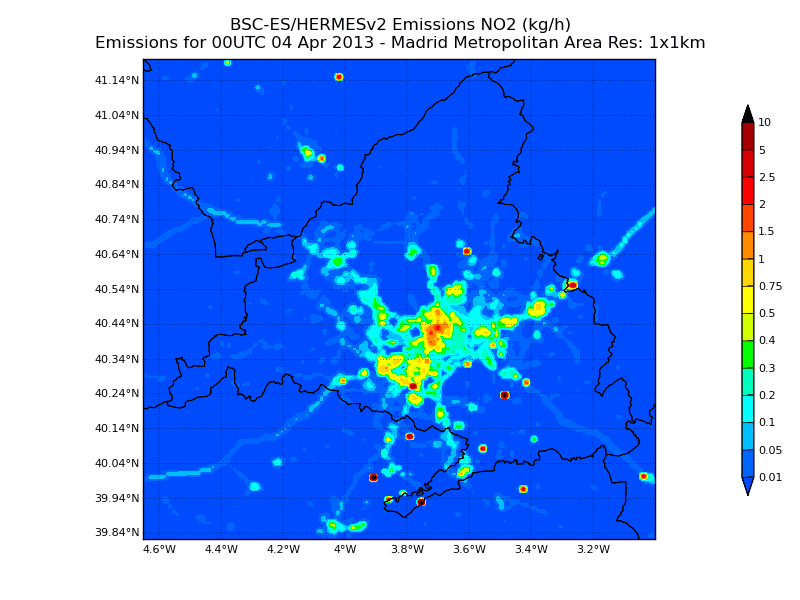 BSC-ES/HERMESv2 Emissions NO2 (kg/h)
Emissions for 00UTC 04 Apr 2013 - Madrid Metropolitan Area Res: 1x1km
41.14°N
41.04°N
40.94°N
40.84°N
40.74°N
40.64°N
40.54°N
40.44°N
40.34°N
40.24°N
40.14°N
40.04°N
39.94°N
39.84°N
4.6°W 4.4°W 4.2°W 4°W 3.8°W 3.6°W 3.4°W 3.2°W
10
5
2.5
2
1.5
1
0.75
0.5
0.4
0.3
0.2
0.1
0.05
0.01